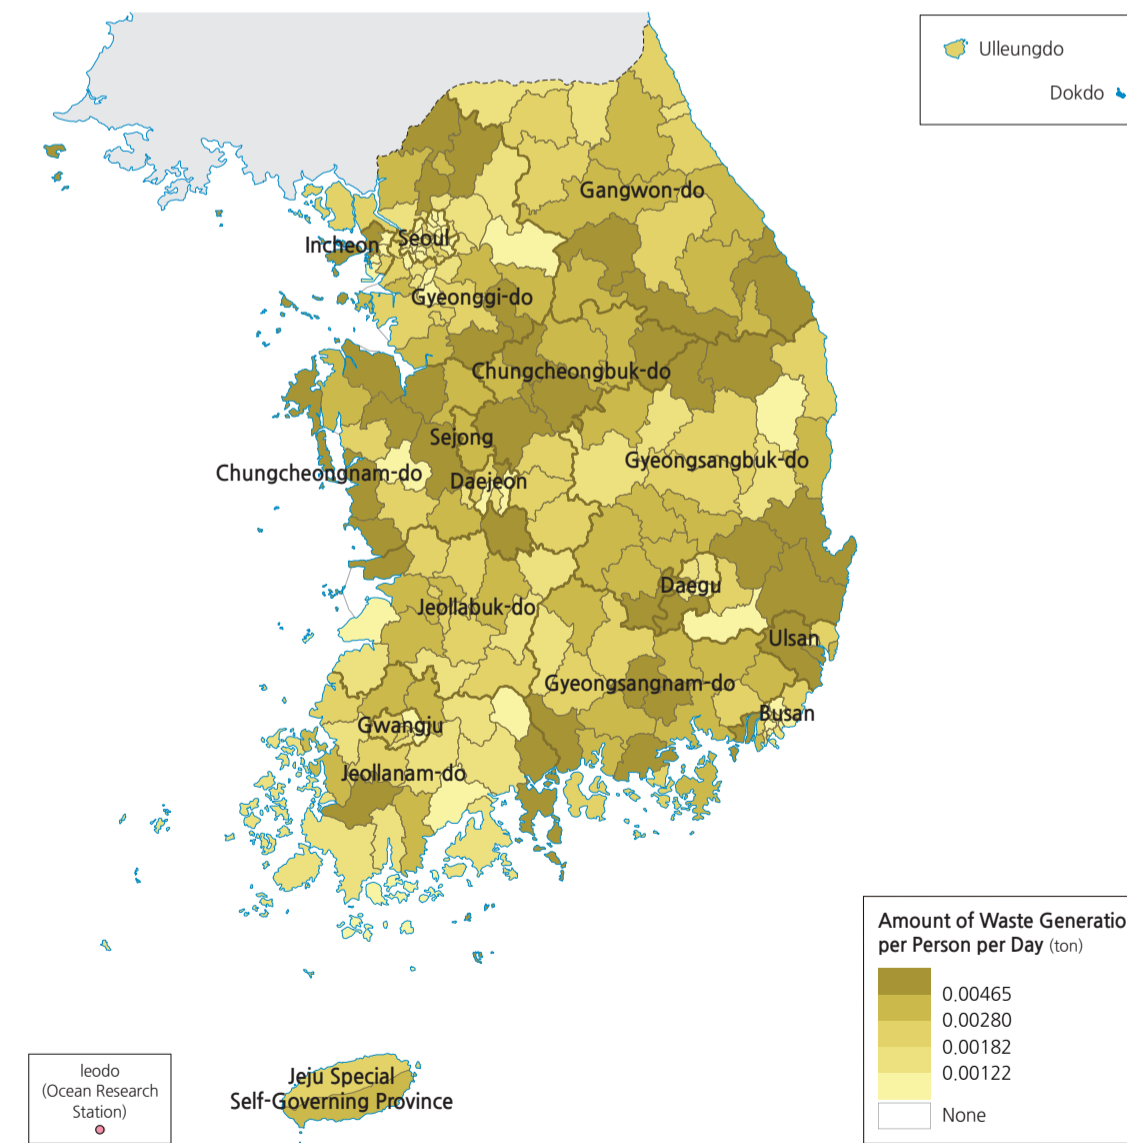 Ulleungdo
Dokdo
Gangwon-do
Incheon
Seoul
Gyeonggi-do
Chungcheongbuk-do
Sejong
Gyeongsangbuk-do
Chungcheongnam-do
Daejeon
Daegu
Jeollabuk-do
Ulsan
Gyeongsangnam-do
Busan
Gwangju
Jeollanam-do
Amount of Waste Generatio
per Person per Day (ton)
0.00465
0.00280
0.00182
0.00122
None
Ieodo
(Ocean Research
Station)
Jeju Special
Self-Governing Province